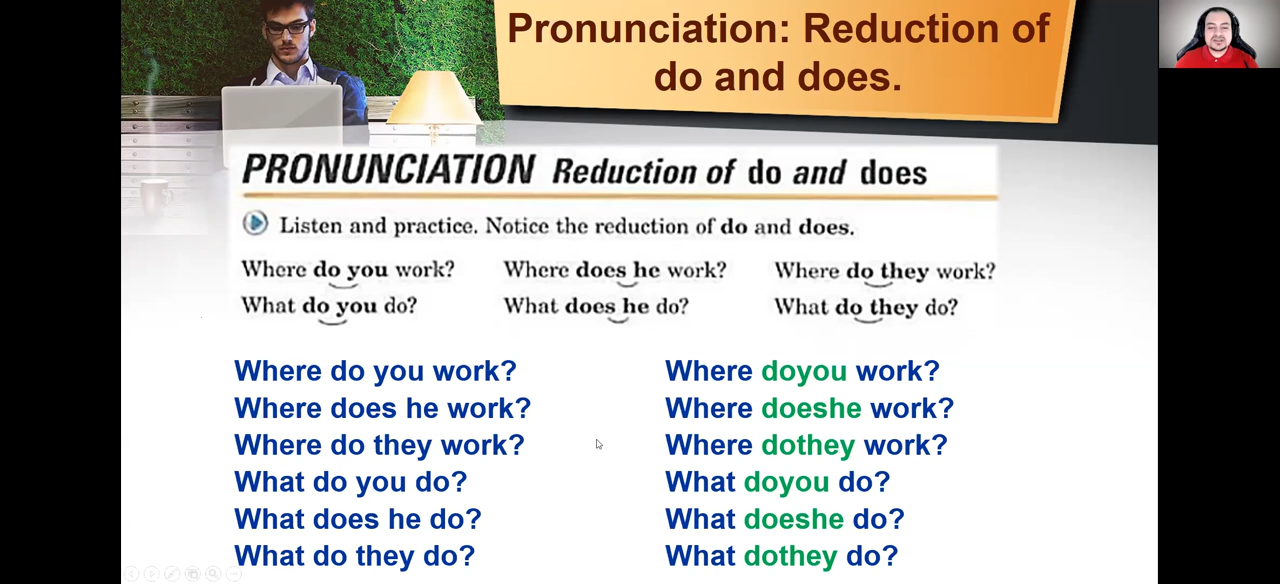 Pronunciation: Reduction of
do and does.
PRONUNCIATION Reduction of do and does
Listen and practice. Notice the reduction of do and does.
Where do you work? Where does he work? Where do they work?
What do you do? What does he do? What do they do?
Where do you work? Where doyou work?
Where does he work? Where doeshe work?
Where do they work? Where dothey work?
What do you do? What doyou do?
What does he do? What doeshe do?
What do they do? What dothey do?